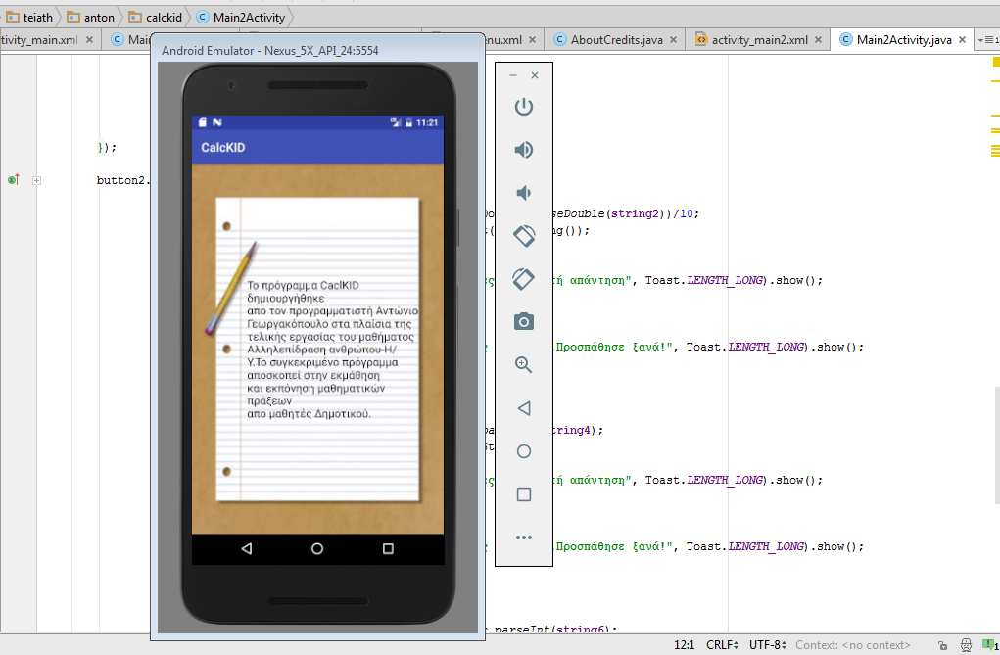 teiath
anton
calckid
Main2Activity
tivity_main.xml
Mai
nu.xml
AboutCredits.java
activity_main2.xml
Main2Activity.java
Android Emulator - Nexus_5X_API_24:5554
11:21
CalcKID
Το πρόγραμμα CaclKID
δημιουργήθηκε
απο τον προγραμματιστή Αντώνιο
Γεωργακόπουλο στα πλαίσια της
τελικής εργασίας του μαθήματος
Αλληλεπίδραση ανθρώπου-Η/
Υ.Το συγκεκριμένο πρόγραμμα
αποσκοπεί στην εκμάθηση
και εκπόνηση μαθηματικών
πράξεων
απο μαθητές Δημοτικού.
});
button2.
seDouble(string2))/10;
ng());
ή απάντηση", Toast.LENGTH_LONG).show();
.Προσπάθησε ξανά!", Toast.LENGTH_LONG).show();
tring4);
ή απάντηση", Toast.LENGTH_LONG).show();
.Προσπάθησε ξανά!", Toast.LENGTH_LONG).show();
parseInt(string6);
12:1 CRLF UTF-8 Context: <no context>